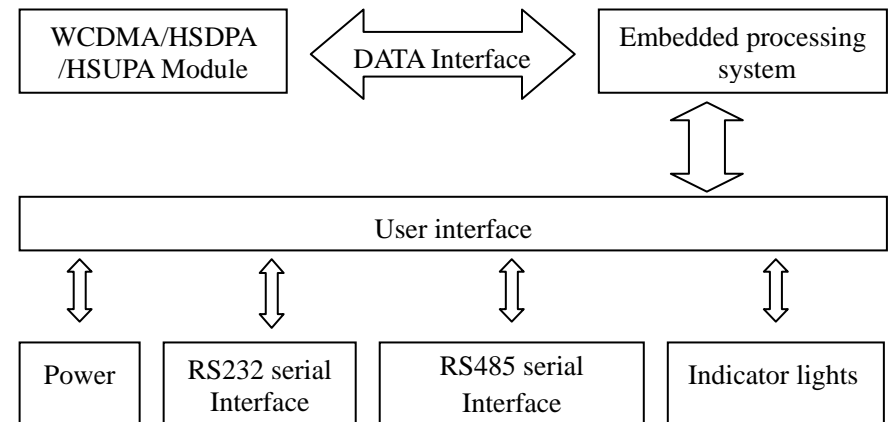 WCDMA/HSDPA
/HSUPA Module
DATA Interface
Embedded processing
system
User interface
Power
RS232 serial
Interface
RS485 serial
Interface
Indicator lights